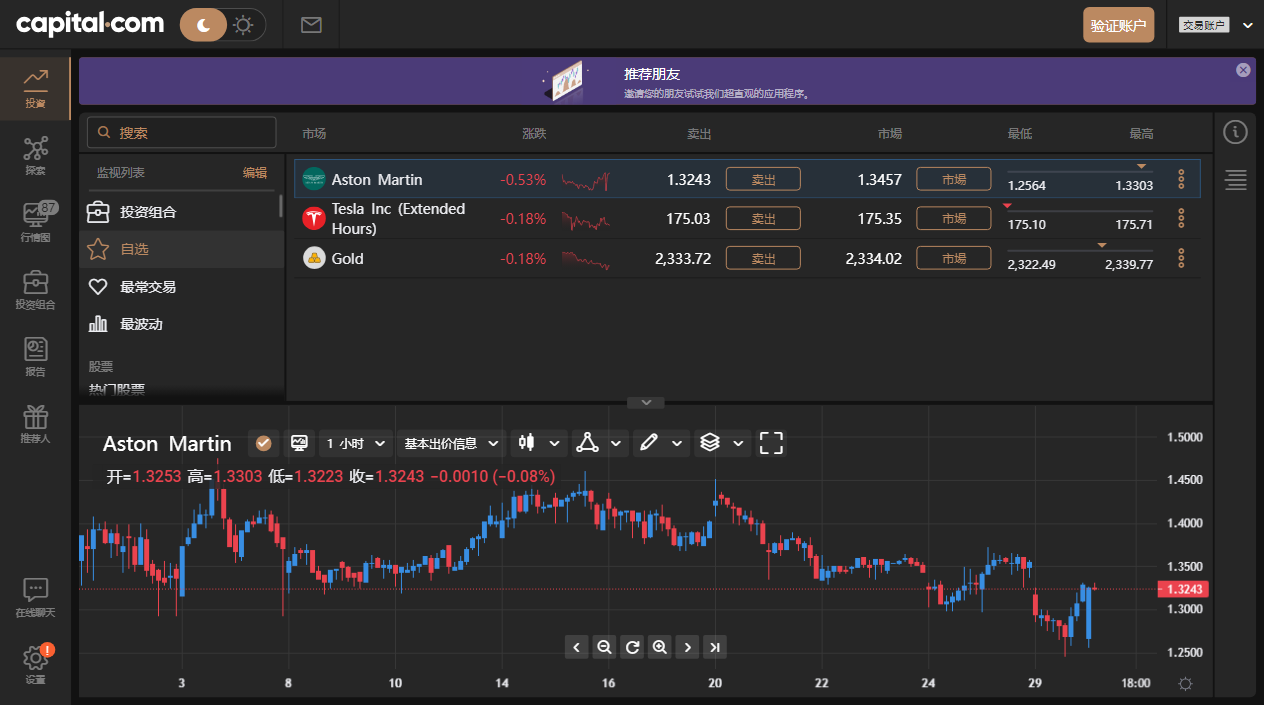 capital.com
验证账户
交易账户
投资
探索
87
行情图
投资组合
报告
推荐人
在线聊天
!
设置
推荐朋友
邀请您的朋友试试我们超直观的应用程序。
搜索
监视列表 编辑
投资组合
自选
最常交易
最波动
股票
热门股票
市场 涨跌 卖出 市場 最低 最高
Aston Martin -0.53% 1.3243 卖出 1.3457 市場 1.2564 1.3303
Tesla Inc (Extended
Hours) -0.18% 175.03 卖出 175.35 市場 175.10 175.71
Gold -0.18% 2,333.72 卖出 2,334.02 市場 2,322.49 2,339.77
Aston Martin 1 小时 基本出价信息
开=1.3253 高=1.3303 低=1.3223 收=1.3243 −0.0010 (−0.08%)
1.5000
1.4500
1.4000
1.3500
1.3243
1.3000
1.2500
3 8 10 14 16 20 22 24 29 18:00